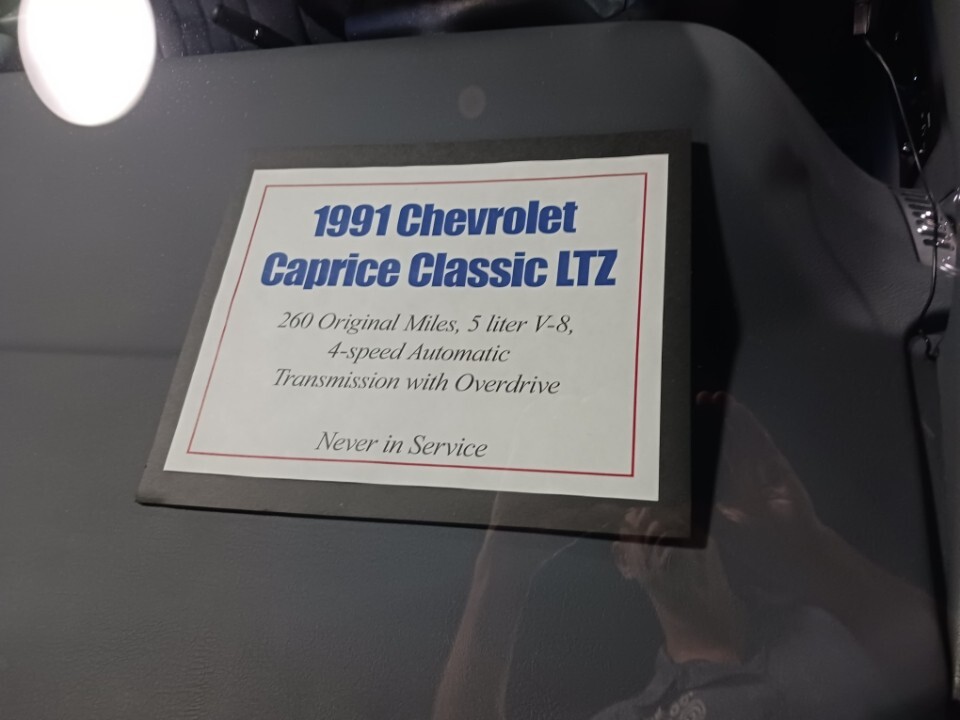 1991 Chevrolet
Caprice Classic LTZ
260 Original Miles, 5 liter V-8,
4-speed Automatic
Transmission with Overdrive
Never in Service